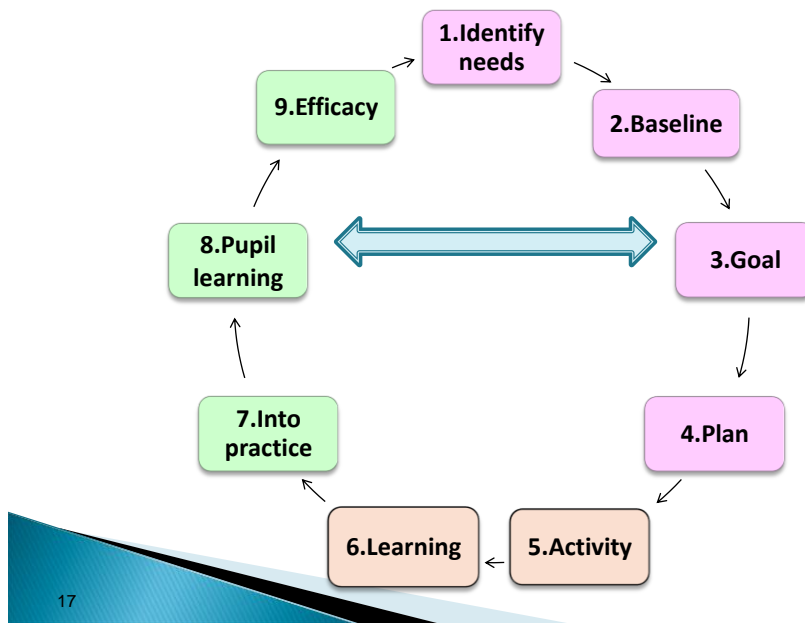 1.Identify
needs
2.Baseline
3.Goal
4.Plan
5.Activity
6.Learning
7.Into
practice
8.Pupil
learning
9.Efficacy
17